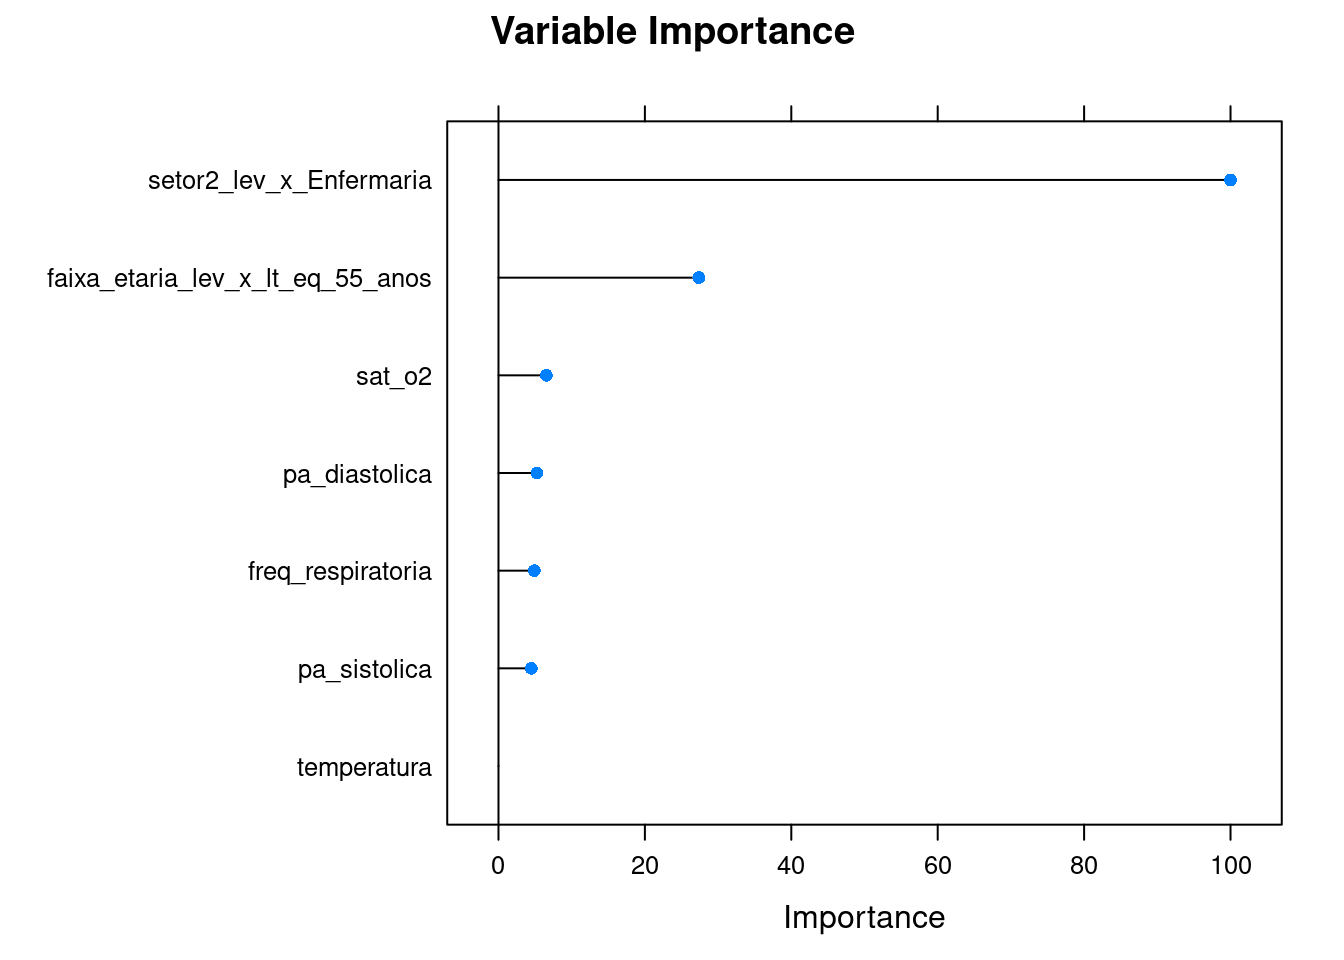 Variable Importance
setor2_lev_x_Enfermaria
faixa_etaria_lev_x_lt_eq_55_anos
sat_o2
pa_diastolica
freq_respiratoria
pa_sistolica
temperatura
0 20 40 60 80 100
Importance